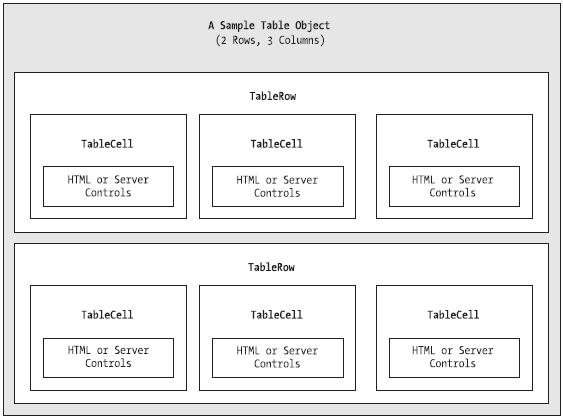 A Sample Table Object
(2 Rows, 3 Columns)
TableRow
TableCell
HTML or Server
Controls
TableCell
HTML or Server
Controls
TableCell
HTML or Server
Controls
TableRow
TableCell
HTML or Server
Controls
TableCell
HTML or Server
Controls
TableCell
HTML or Server
Controls